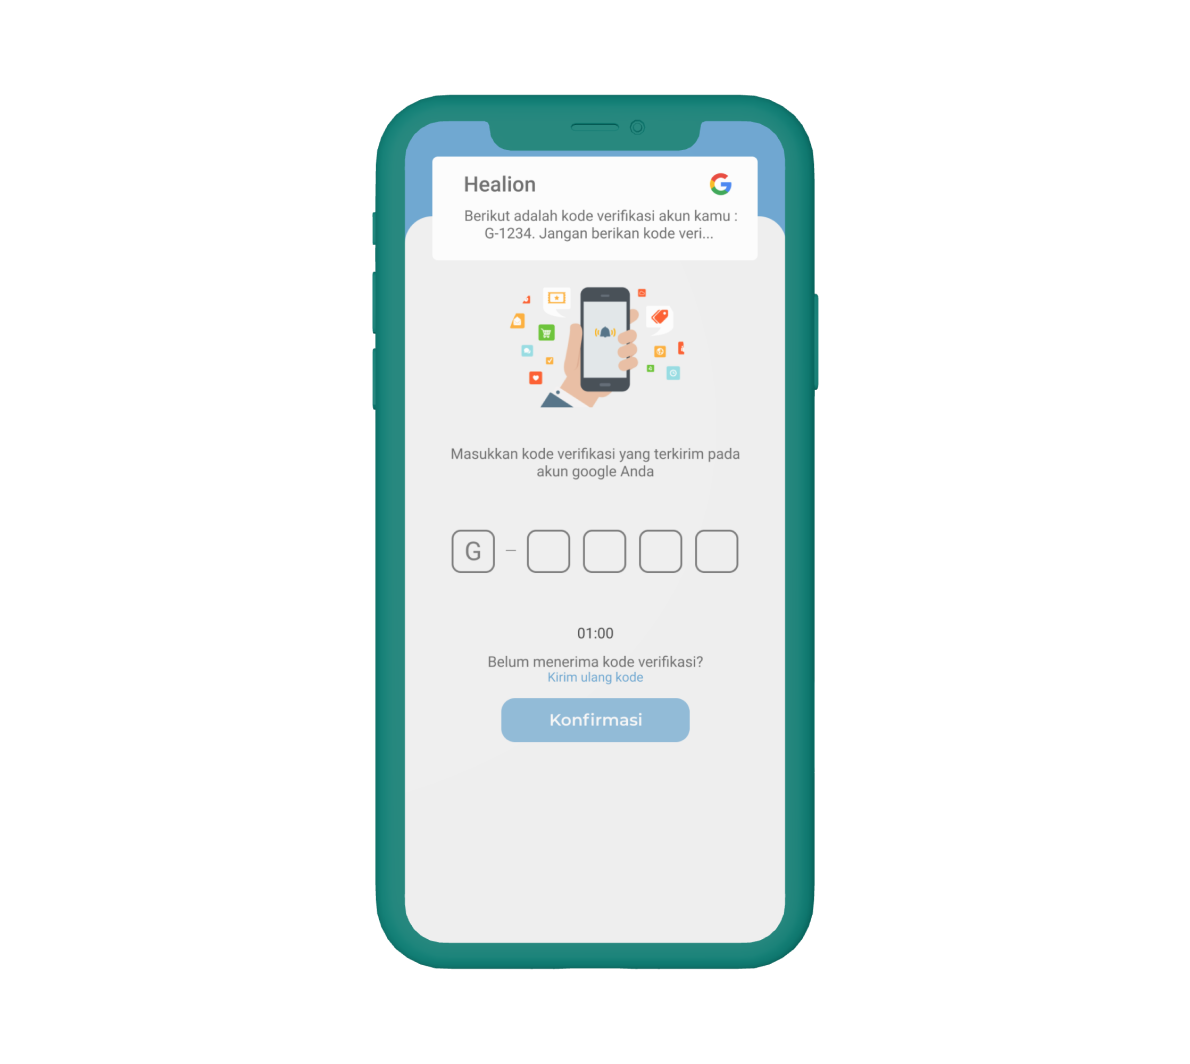 Healion
Berikut adalah kode verifikasi akun kamu :
G-1234. Jangan berikan kode veri...
Masukkan kode verifikasi yang terkirim pada
akun google Anda
G –
01:00
Belum menerima kode verifikasi?
Kirim ulang kode
Konfirmasi